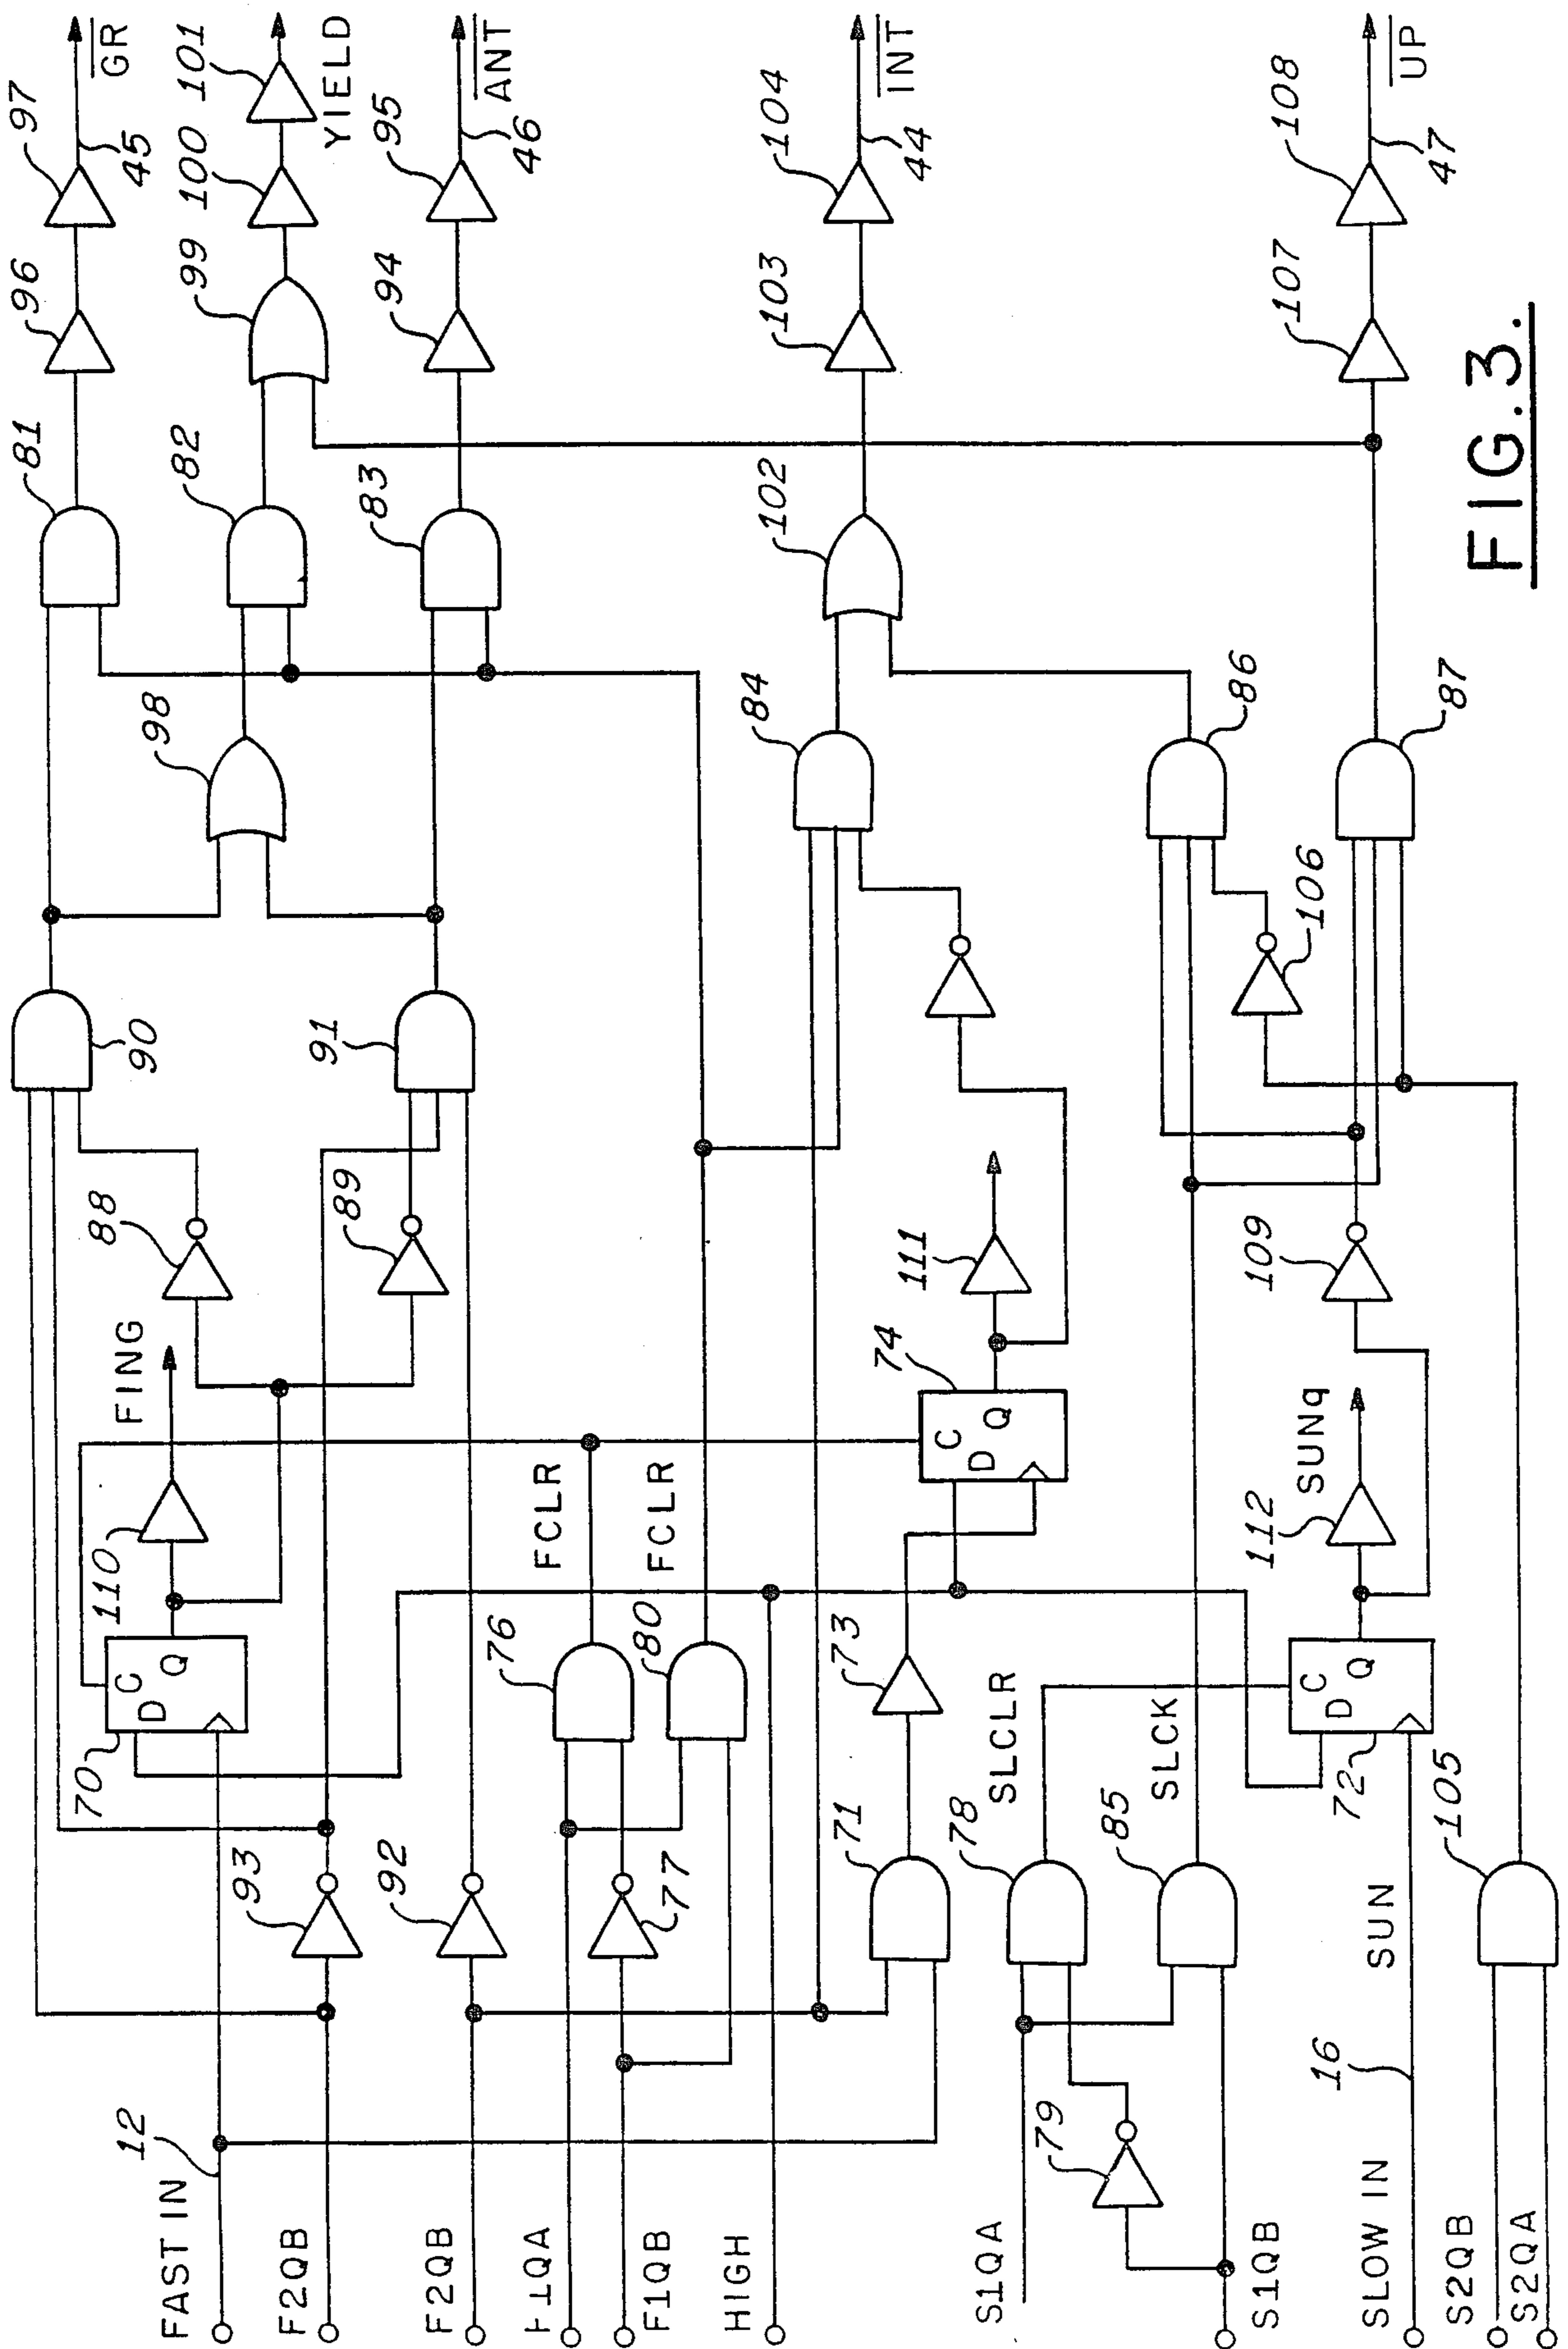 FAST IN
12
F2QB
F2QB
F1QA
F1QB
HIGH
S1QA
S1QB
SLOW IN
16
SUN
S2QB
S2QA
93
92
77
79
71
78
85
105
70
D
C
Q
110
FING
76
80
FCLR
FCLR
73
SLCLR
SLCK
72
D
C
Q
112
SUNq
74
C
D
Q
111
88
89
109
90
91
106
98
84
86
87
81
82
83
102
96
99
94
103
107
97
100
101
95
104
108
45
46
44
47
GR
YIELD
ANT
INT
UP
FIG.3.